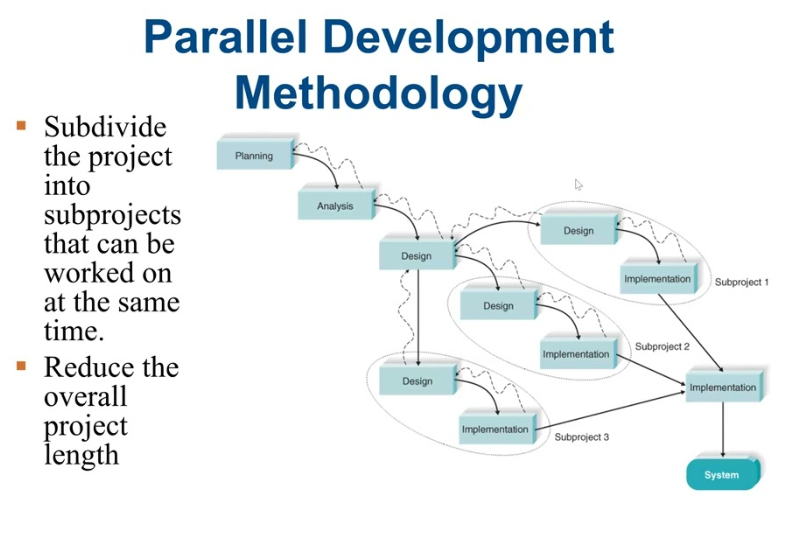 Parallel Development
Methodology
Subdivide
the project
into
subprojects
that can be
worked on
at the same
time.
Reduce the
overall
project
length
Planning
Analysis
Design
Design
Implementation
Subproject 1
Design
Implementation
Subproject 2
Design
Implementation
Subproject 3
Implementation
System